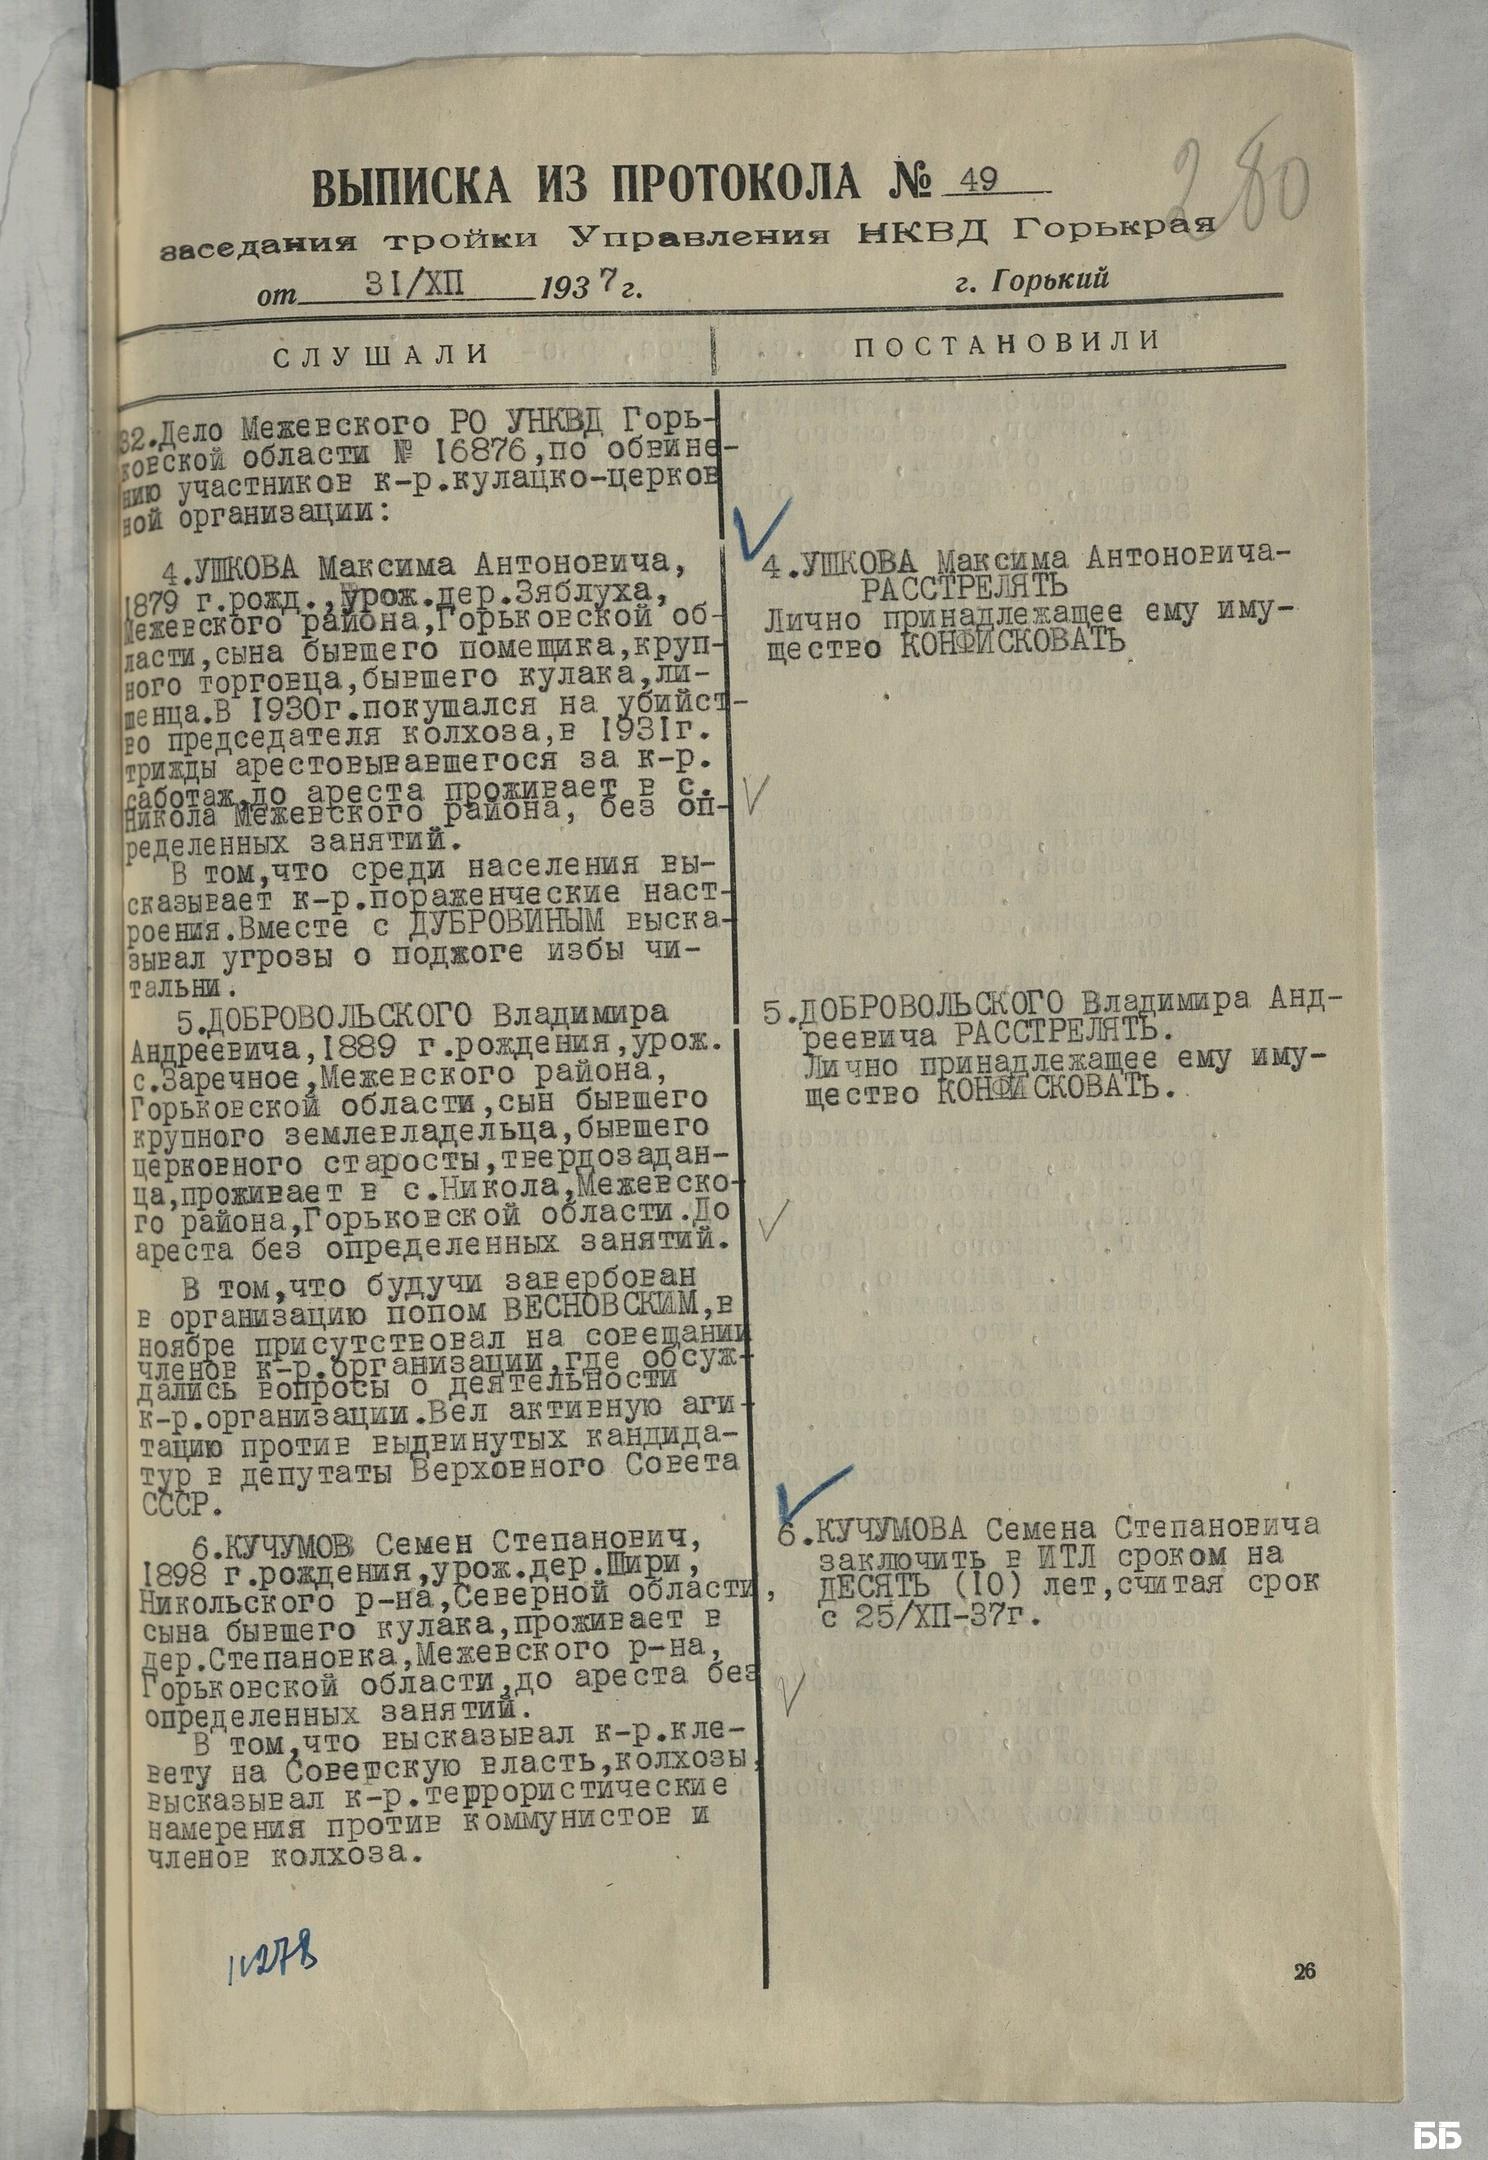 280
ВЫПИСКА ИЗ ПРОТОКОЛА № 49
заседания тройки Управления НКВД Горькрая
от 31/XII 1937 г. г. Горький
СЛУШАЛИ
32.Дело Межевского РО УНКВД Горь-
ковской области № 16876,по обвине-
нию участников к-р.кулацко-церков
ной организации:
4.УШКОВА Максима Антоновича,
1879 г.рожд.,урож.дер.Зяблуха,
Межевского района,Горьковской об-
ласти,сына бывшего помещика,круп-
ного торговца,бывшего кулака,ли-
шенца.В 1930г.покушался на убийст-
во председателя колхоза,в 1931г.
трижды арестовывавшегося за к-р.
саботаж,до ареста проживает в с.
Никола Межевского района, без оп-
ределенных занятий.
В том,что среди населения вы-
сказывает к-р.пораженческие наст-
роения.Вместе с ДУБРОВИНЫМ выска-
зывал угрозы о поджоге избы чи-
тальни.
5.ДОБРОВОЛЬСКОГО Владимира
Андреевича,1889 г.рождения,урож.
с.Заречное,Межевского района,
Горьковской области,сын бывшего
крупного землевладельца,бывшего
церковного старосты,твердозадан-
ца,проживает в с.Никола,Межевско-
го района,Горьковской области.До
ареста без определенных занятий.
В том,что будучи завербован
в организацию попом ВЕСНОВСКИМ,в
ноябре присутствовал на совещании
членов к-р.организации,где обсуж-
дались вопросы о деятельности
к-р.организации.Вел активную аги-
тацию против выдвинутых кандида-
тур в депутаты Верховного Совета
СССР.
6.КУЧУМОВ Семен Степанович,
1898 г.рождения,урож.дер.Шири,
Никольского р-на,Северной области,
сына бывшего кулака,проживает в
дер.Степановка,Межевского р-на,
Горьковской области,до ареста без
определенных занятий.
В том,что высказывал к-р.кле-
вету на Советскую власть,колхозы,
высказывал к-р.террористические
намерения против коммунистов и
членов колхоза.
ПОСТАНОВИЛИ
4.УШКОВА Максима Антоновича-
РАССТРЕЛЯТЬ
Лично принадлежащее ему иму-
щество КОНФИСКОВАТЬ
5.ДОБРОВОЛЬСКОГО Владимира Анд-
реевича РАССТРЕЛЯТЬ.
Лично принадлежащее ему иму-
щество КОНФИСКОВАТЬ.
6.КУЧУМОВА Семена Степановича
заключить в ИТЛ сроком на
ДЕСЯТЬ (10) лет,считая срок
с 25/XП-37г.
26
ББ